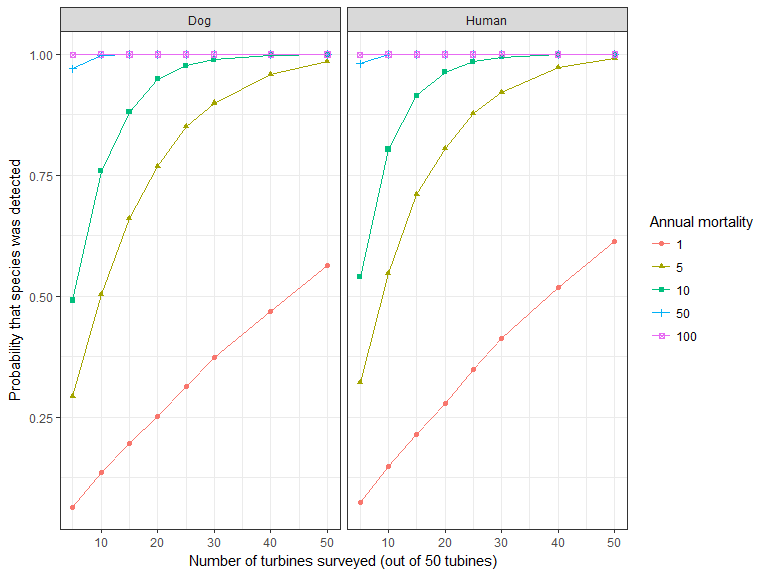 Dog Human
1.00
0.75
0.50
0.25
Probability that species was detected
10 20 30 40 50 10 20 30 40 50
Number of turbines surveyed (out of 50 tubines)
Annual mortality
1
5
10
50
100